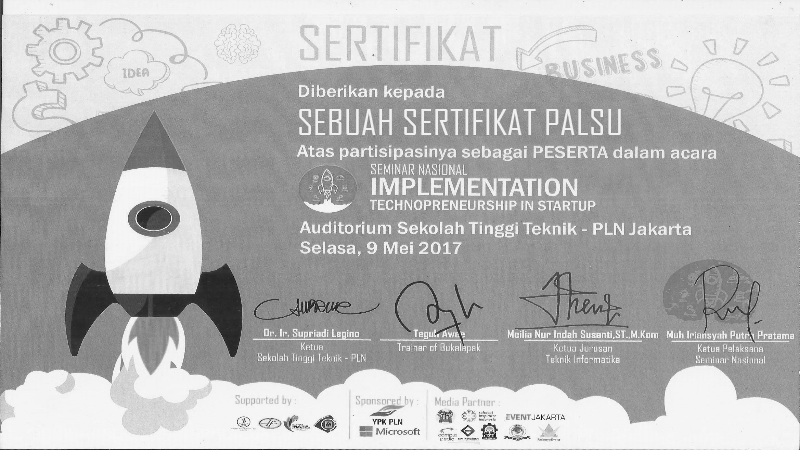 SERTIFIKAT
IDEA
BUSINESS
Diberikan kepada
SEBUAH SERTIFIKAT PALSU
Atas partisipasinya sebagai PESERTA dalam acara
SEMINAR NASIONAL
IMPLEMENTATION
TECHNOPRENEURSHIP IN STARTUP
Auditorium Sekolah Tinggi Teknik - PLN Jakarta
Selasa, 9 Mei 2017
Dr. Ir. Supriadi Legino
Ketua
Sekolah Tinggi Teknik - PLN
Teguh
Trainer of Bukalapak
Meilia Nur Indah Susanti,ST.,M.Kom
Ketua Jurusan
Teknik Informatika
Muh Irlansyah Putra Pratama
Ketua Pelaksana
Seminar Nasional
Supported by :
Sponsored by :
YPK PLN
Microsoft
Media Partner :
EVENTJAKARTA